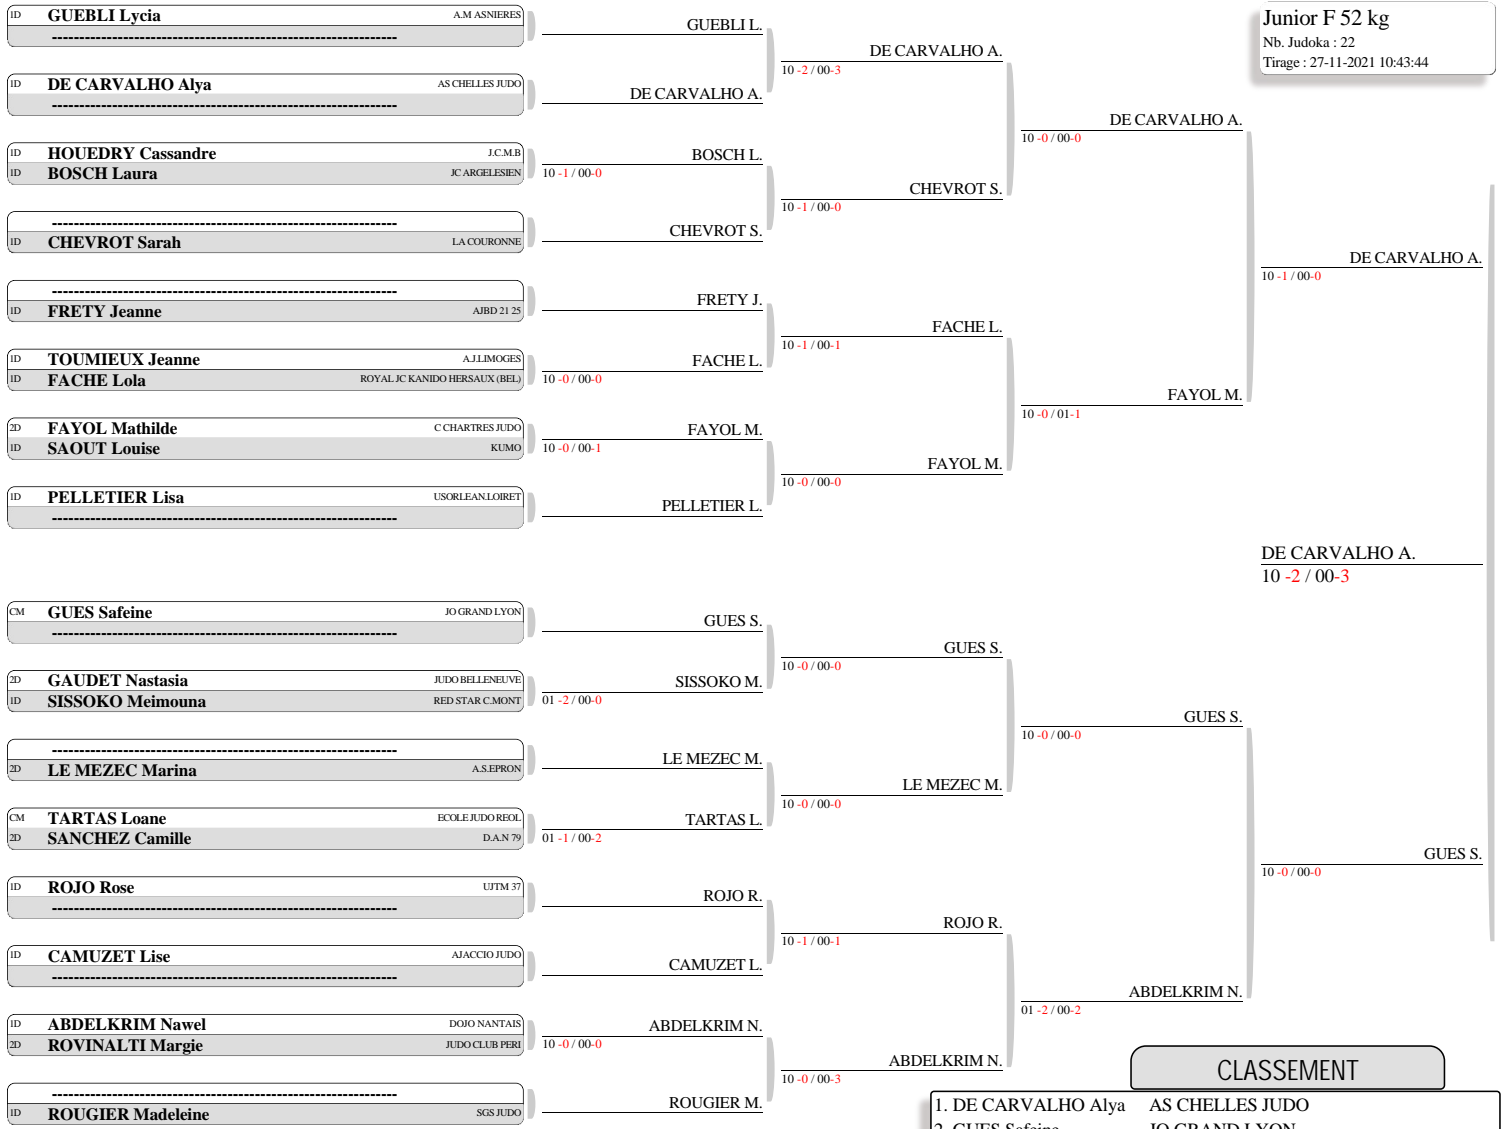 Junior F 52 kg
Nb. Judoka : 22
Tirage : 27-11-2021 10:43:44
1D GUEBLI Lycia A.M ASNIERES
------------------------------------------------------------
1D DE CARVALHO Alya AS CHELLES JUDO
------------------------------------------------------------
1D HOUEDRY Cassandre J.C.M.B
1D BOSCH Laura JC ARGELESIEN
------------------------------------------------------------
1D CHEVROT Sarah LA COURONNE
------------------------------------------------------------
1D FRETY Jeanne AJBD 21 25
1D TOUMIEUX Jeanne A.J.LIMOGES
1D FACHE Lola ROYAL JC KANIDO HERSAUX (BEL)
2D FAYOL Mathilde C CHARTRES JUDO
1D SAOUT Louise KUMO
1D PELLETIER Lisa USORLEAN.LOIRET
------------------------------------------------------------
CM GUES Safeine JO GRAND LYON
------------------------------------------------------------
2D GAUDET Nastasia JUDO BELLENEUVE
1D SISSOKO Meimouna RED STAR C.MONT
------------------------------------------------------------
2D LE MEZEC Marina A.S.EPRON
CM TARTAS Loane ECOLE JUDO REOL
2D SANCHEZ Camille D.A.N 79
1D ROJO Rose UJTM 37
------------------------------------------------------------
1D CAMUZET Lise AJACCIO JUDO
------------------------------------------------------------
1D ABDELKRIM Nawel DOJO NANTAIS
2D ROVINALTI Margie JUDO CLUB PERI
------------------------------------------------------------
1D ROUGIER Madeleine SGS JUDO
GUEBLI L.
DE CARVALHO A.
BOSCH L.
10 -1 / 00-0
CHEVROT S.
FRETY J.
FACHE L.
10 -0 / 00-0
FAYOL M.
10 -0 / 00-1
PELLETIER L.
GUES S.
SISSOKO M.
01 -2 / 00-0
LE MEZEC M.
TARTAS L.
01 -1 / 00-2
ROJO R.
CAMUZET L.
ABDELKRIM N.
10 -0 / 00-0
ROUGIER M.
DE CARVALHO A.
10 -2 / 00-3
CHEVROT S.
10 -1 / 00-0
FACHE L.
10 -1 / 00-1
FAYOL M.
10 -0 / 00-0
GUES S.
10 -0 / 00-0
LE MEZEC M.
10 -0 / 00-0
ROJO R.
10 -1 / 00-1
ABDELKRIM N.
10 -0 / 00-3
DE CARVALHO A.
10 -0 / 00-0
FAYOL M.
10 -0 / 01-1
GUES S.
10 -0 / 00-0
ABDELKRIM N.
01 -2 / 00-2
DE CARVALHO A.
10 -1 / 00-0
GUES S.
10 -0 / 00-0
DE CARVALHO A.
10 -2 / 00-3
CLASSEMENT
1. DE CARVALHO Alya AS CHELLES JUDO
2. GUES Safeine JO GRAND LYON